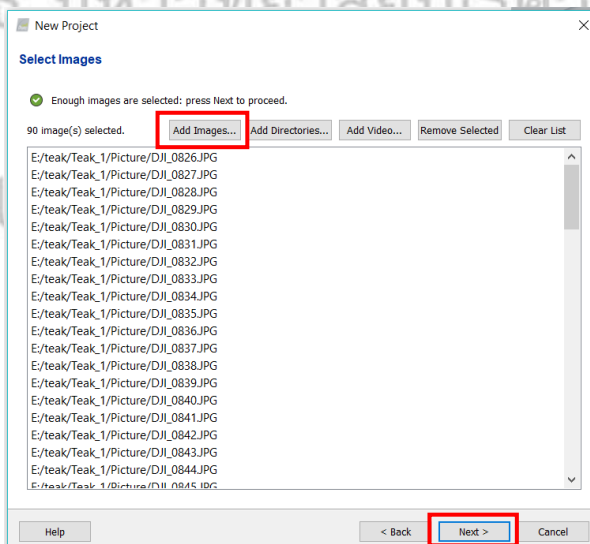 New Project
Select Images
Enough images are selected: press Next to proceed.
90 image(s) selected. Add Images... Add Directories... Add Video... Remove Selected Clear List
E:/teak/Teak_1/Picture/DJI_0826.JPG
E:/teak/Teak_1/Picture/DJI_0827.JPG
E:/teak/Teak_1/Picture/DJI_0828.JPG
E:/teak/Teak_1/Picture/DJI_0829.JPG
E:/teak/Teak_1/Picture/DJI_0830.JPG
E:/teak/Teak_1/Picture/DJI_0831.JPG
E:/teak/Teak_1/Picture/DJI_0832.JPG
E:/teak/Teak_1/Picture/DJI_0833.JPG
E:/teak/Teak_1/Picture/DJI_0834.JPG
E:/teak/Teak_1/Picture/DJI_0835.JPG
E:/teak/Teak_1/Picture/DJI_0836.JPG
E:/teak/Teak_1/Picture/DJI_0837.JPG
E:/teak/Teak_1/Picture/DJI_0838.JPG
E:/teak/Teak_1/Picture/DJI_0839.JPG
E:/teak/Teak_1/Picture/DJI_0840.JPG
E:/teak/Teak_1/Picture/DJI_0841.JPG
E:/teak/Teak_1/Picture/DJI_0842.JPG
E:/teak/Teak_1/Picture/DJI_0843.JPG
E:/teak/Teak_1/Picture/DJI_0844.JPG
E:/teak/Teak_1/Picture/DJI_0845.JPG
Help < Back Next > Cancel